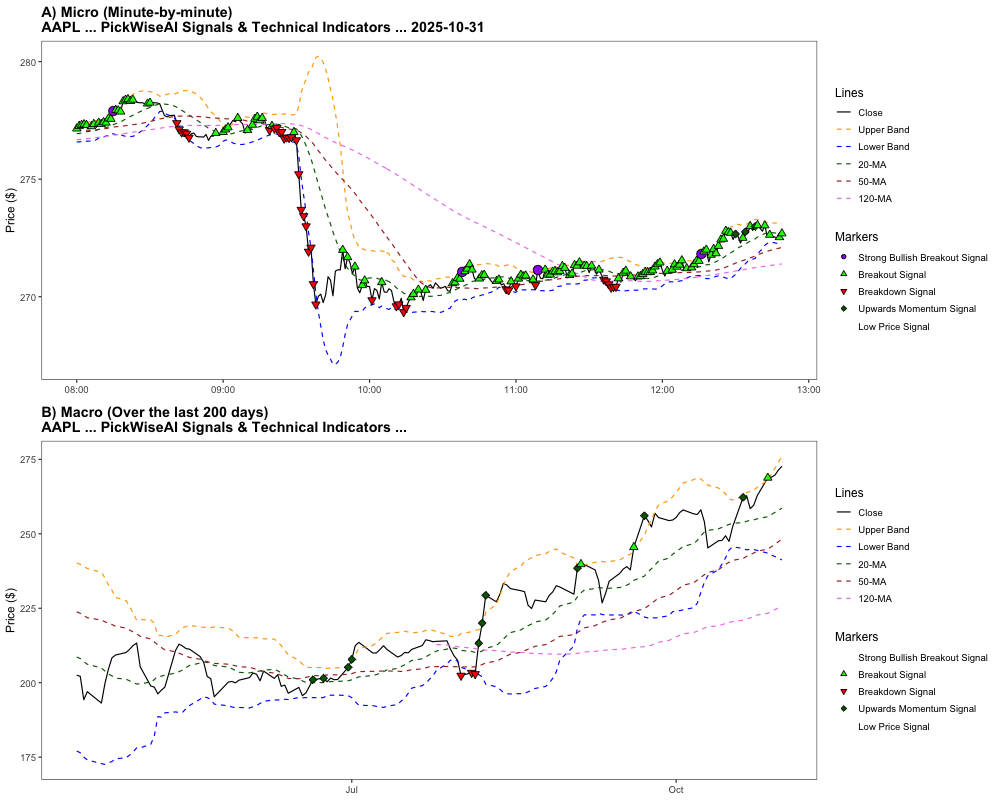 A) Micro (Minute-by-minute)
AAPL ... PickWiseAI Signals & Technical Indicators ... 2025-10-31
Price ($)
280
275
270
08:00 09:00 10:00 11:00 12:00 13:00
Lines
Close
Upper Band
Lower Band
20-MA
50-MA
120-MA
Markers
Strong Bullish Breakout Signal
Breakout Signal
Breakdown Signal
Upwards Momentum Signal
Low Price Signal
B) Macro (Over the last 200 days)
AAPL ... PickWiseAI Signals & Technical Indicators ...
Price ($)
275
250
225
200
175
Jul Oct
Lines
Close
Upper Band
Lower Band
20-MA
50-MA
120-MA
Markers
Strong Bullish Breakout Signal
Breakout Signal
Breakdown Signal
Upwards Momentum Signal
Low Price Signal